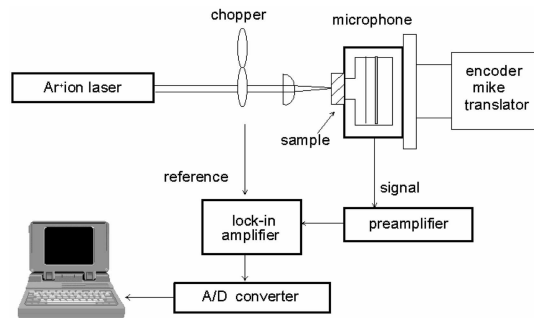 chopper
microphone
Ar+ion laser
encoder
mike
translator
sample
reference
signal
lock-in
amplifier
preamplifier
A/D converter